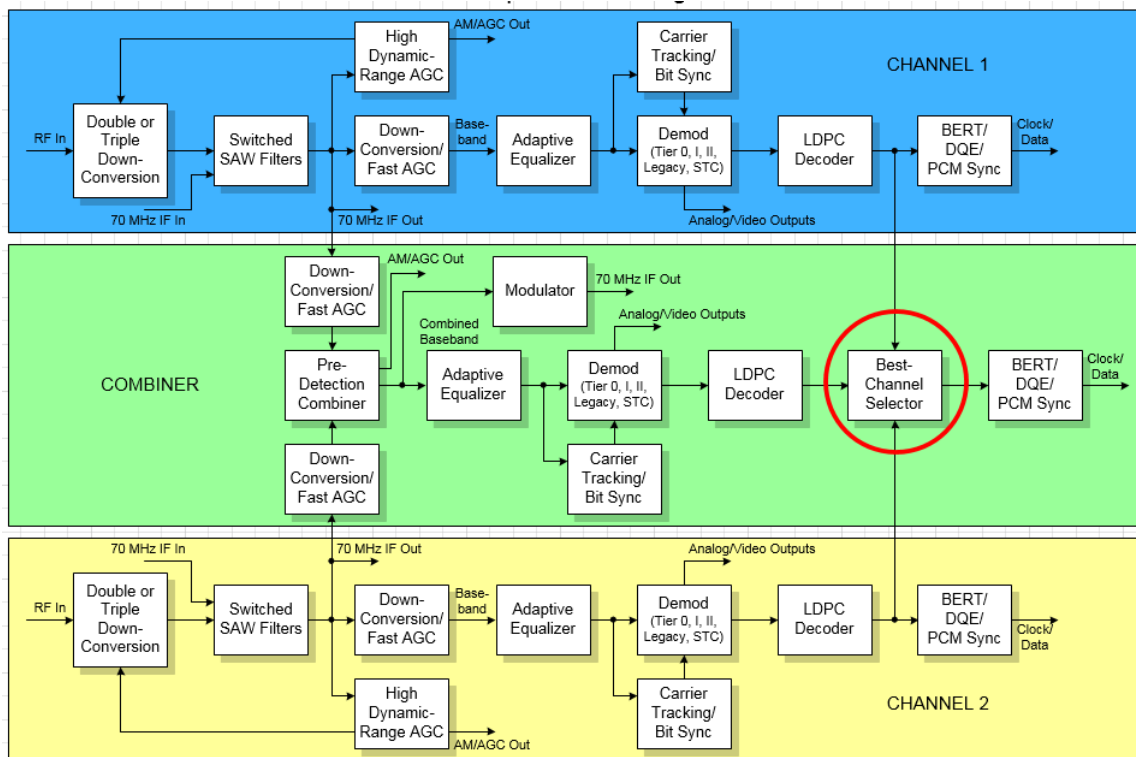 AM/AGC Out
High
Dynamic-
Range AGC
Carrier
Tracking/
Bit Sync
CHANNEL 1
RF In
Double or
Triple
Down-
Conversion
Switched
SAW Filters
Down-
Conversion/
Fast AGC
Base-
band
Adaptive
Equalizer
Demod
(Tier 0, I, II,
Legacy, STC)
LDPC
Decoder
BERT/
DQE/
PCM Sync
Clock/
Data
70 MHz IF In
70 MHz IF Out
Analog/Video Outputs
Down-
Conversion/
Fast AGC
AM/AGC Out
Modulator
70 MHz IF Out
COMBINER
Pre-
Detection
Combiner
Combined
Baseband
Adaptive
Equalizer
Analog/Video Outputs
Demod
(Tier 0, I, II,
Legacy, STC)
LDPC
Decoder
Best-
Channel
Selector
BERT/
DQE/
PCM Sync
Clock/
Data
Down-
Conversion/
Fast AGC
Carrier
Tracking/
Bit Sync
70 MHz IF In
70 MHz IF Out
Analog/Video Outputs
RF In
Double or
Triple
Down-
Conversion
Switched
SAW Filters
Down-
Conversion/
Fast AGC
Base-
band
Adaptive
Equalizer
Demod
(Tier 0, I, II,
Legacy, STC)
LDPC
Decoder
BERT/
DQE/
PCM Sync
Clock/
Data
High
Dynamic-
Range AGC
AM/AGC Out
Carrier
Tracking/
Bit Sync
CHANNEL 2